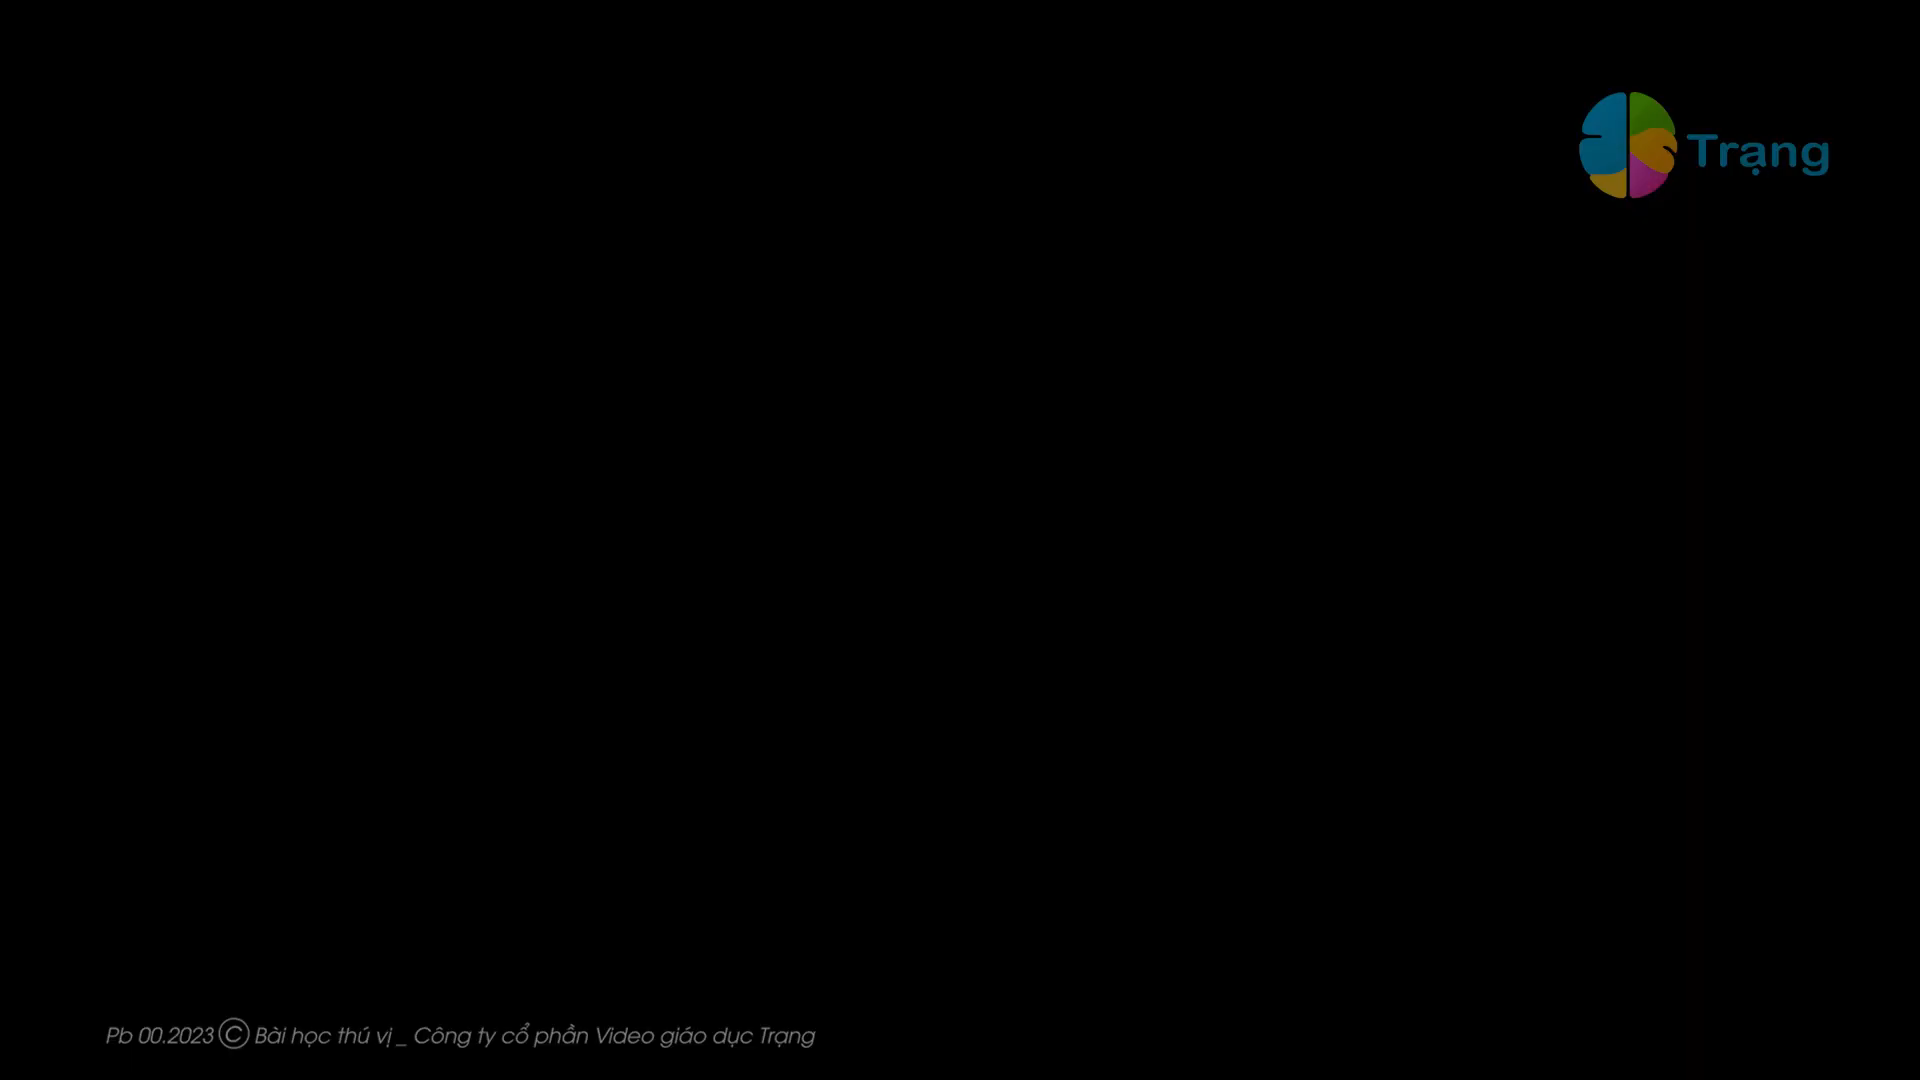 Trạng
Pb 00.2023 © Bài học thú vị _ Công ty cổ phần Video giáo dục Trạng